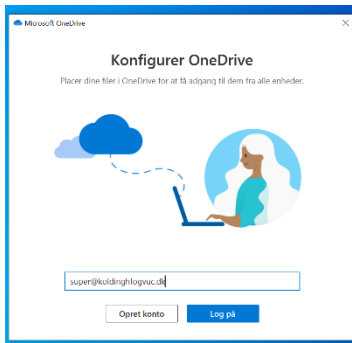 Microsoft OneDrive
Konfigurer OneDrive
Placer dine filer i OneDrive for at få adgang til dem fra alle enheder.
super@koldinghfogvuc.dk
Opret konto
Log på